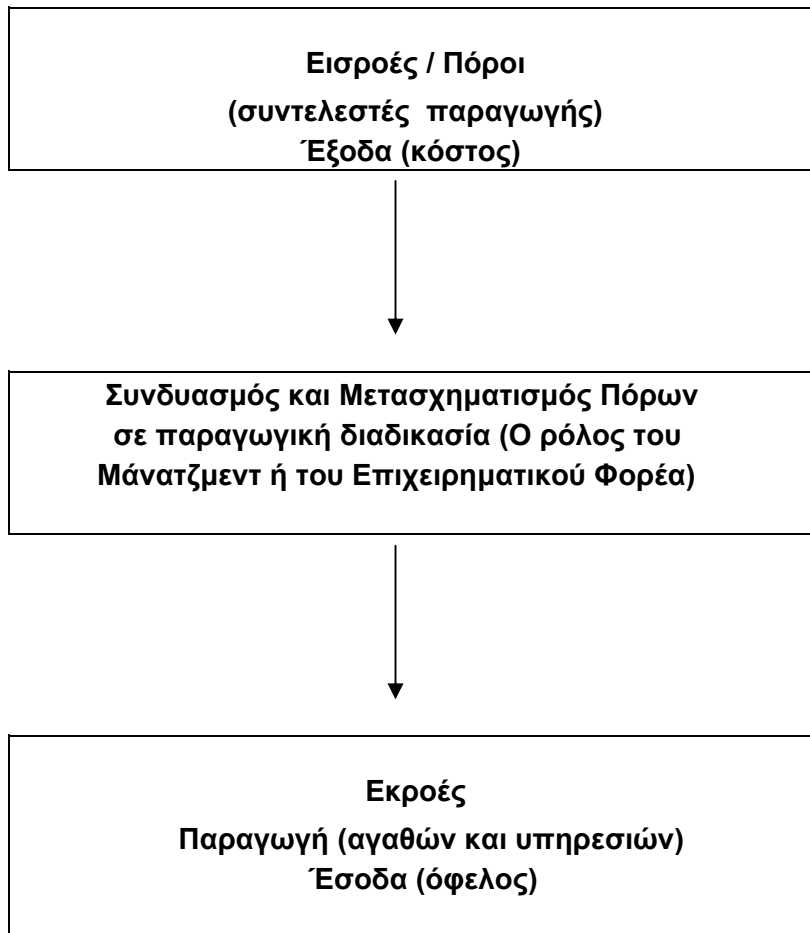 Εισροές / Πόροι
(συντελεστές παραγωγής)
Έξοδα (κόστος)
Συνδυασμός και Μετασχηματισμός Πόρων
σε παραγωγική διαδικασία (Ο ρόλος του
Μάνατζμεντ ή του Επιχειρηματικού Φορέα)
Εκροές
Παραγωγή (αγαθών και υπηρεσιών)
Έσοδα (όφελος)